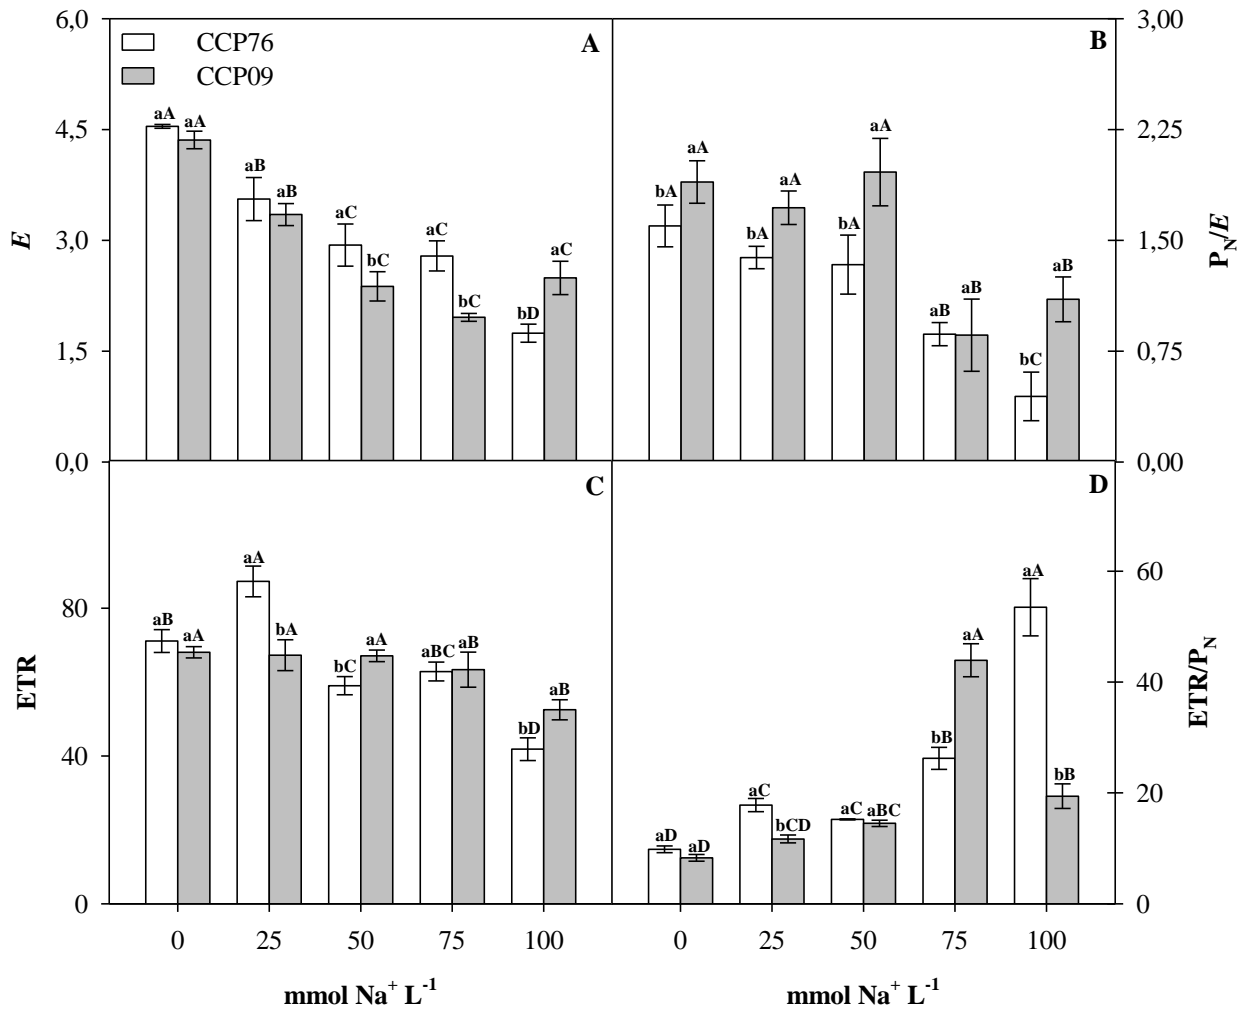 6,0
4,5
3,0
1,5
0,0
E
CCP76
CCP09
A
aA
aA
aB
aB
aC
bC
aC
bC
bD
aC
B
3,00
2,25
1,50
0,75
0,00
P_N/E
bA
aA
bA
aA
bA
aA
aB
aB
bC
aB
C
80
40
0
ETR
aB
aA
aA
bA
bC
aA
aBC
aB
bD
aB
0 25 50 75 100
mmol Na⁺ L⁻¹
D
60
40
20
0
ETR/P_N
aD
aD
aC
bCD
aC
aBC
bB
aA
aA
bB
0 25 50 75 100
mmol Na⁺ L⁻¹